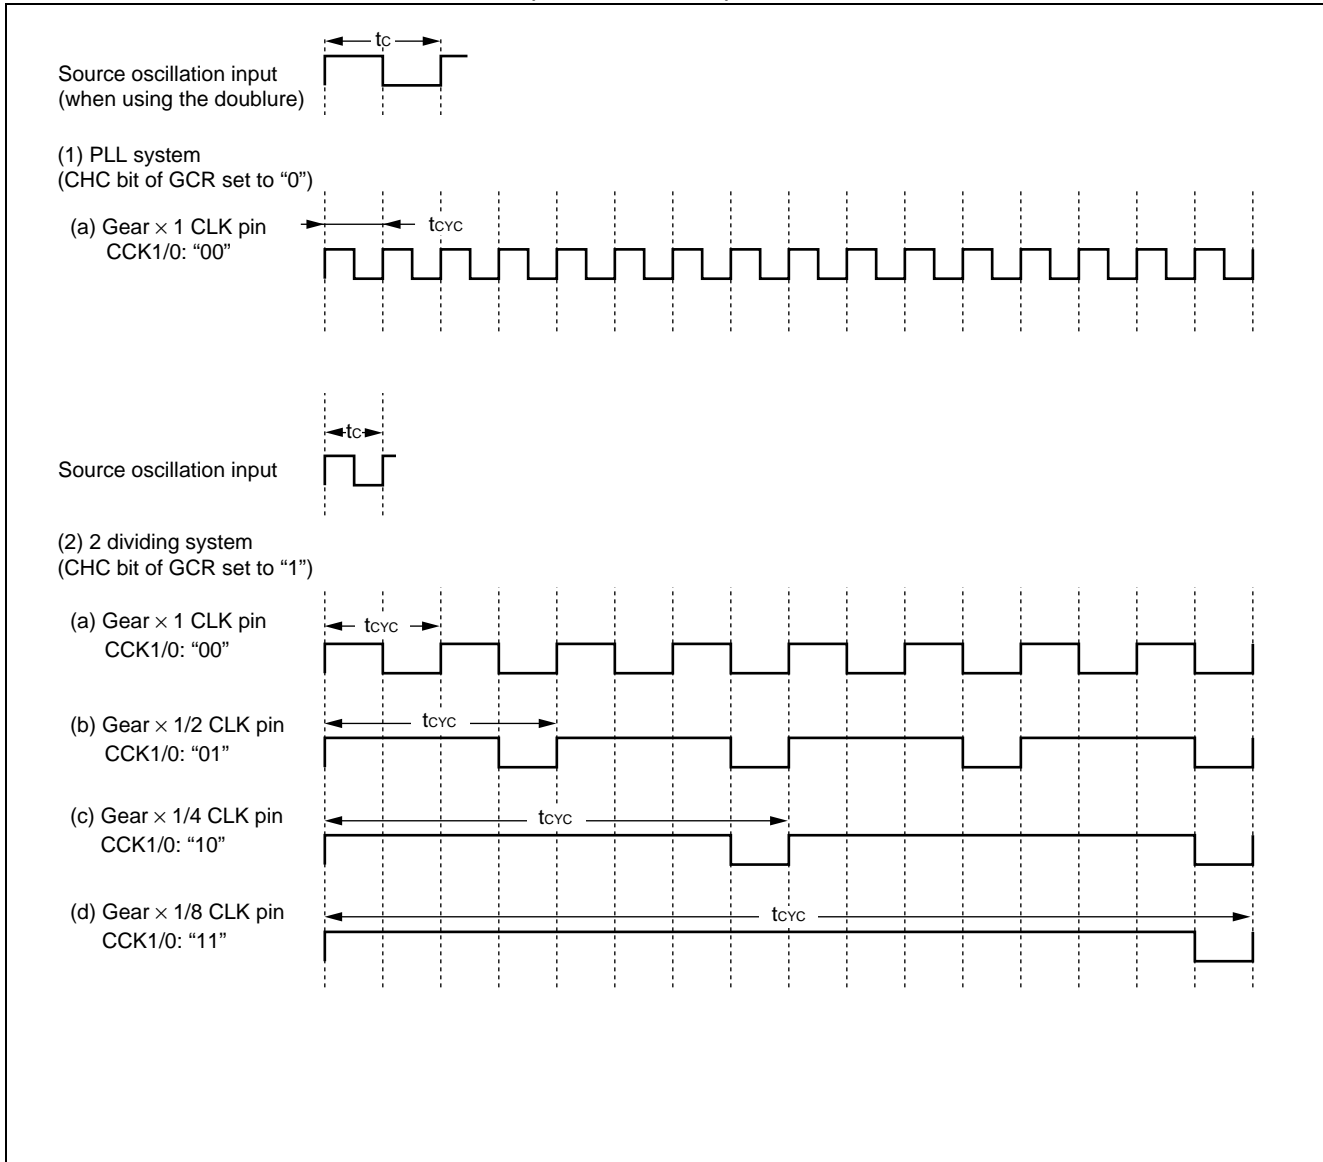 tC
Source oscillation input
(when using the doublure)
(1) PLL system
(CHC bit of GCR set to “0”)
(a) Gear × 1 CLK pin
CCK1/0: “00”
tCYC
tC
Source oscillation input
(2) 2 dividing system
(CHC bit of GCR set to “1”)
(a) Gear × 1 CLK pin
CCK1/0: “00”
tCYC
(b) Gear × 1/2 CLK pin
CCK1/0: “01”
tCYC
(c) Gear × 1/4 CLK pin
CCK1/0: “10”
tCYC
(d) Gear × 1/8 CLK pin
CCK1/0: “11”
tCYC